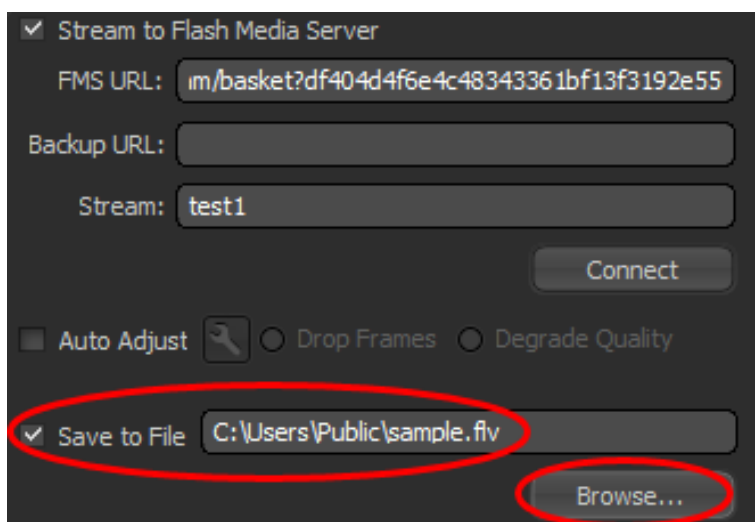 Stream to Flash Media Server
FMS URL: m/basket?df404d4f6e4c48343361bf13f3192e55
Backup URL:
Stream: test1
Connect
Auto Adjust Drop Frames Degrade Quality
Save to File C:\Users\Public\sample.flv
Browse...